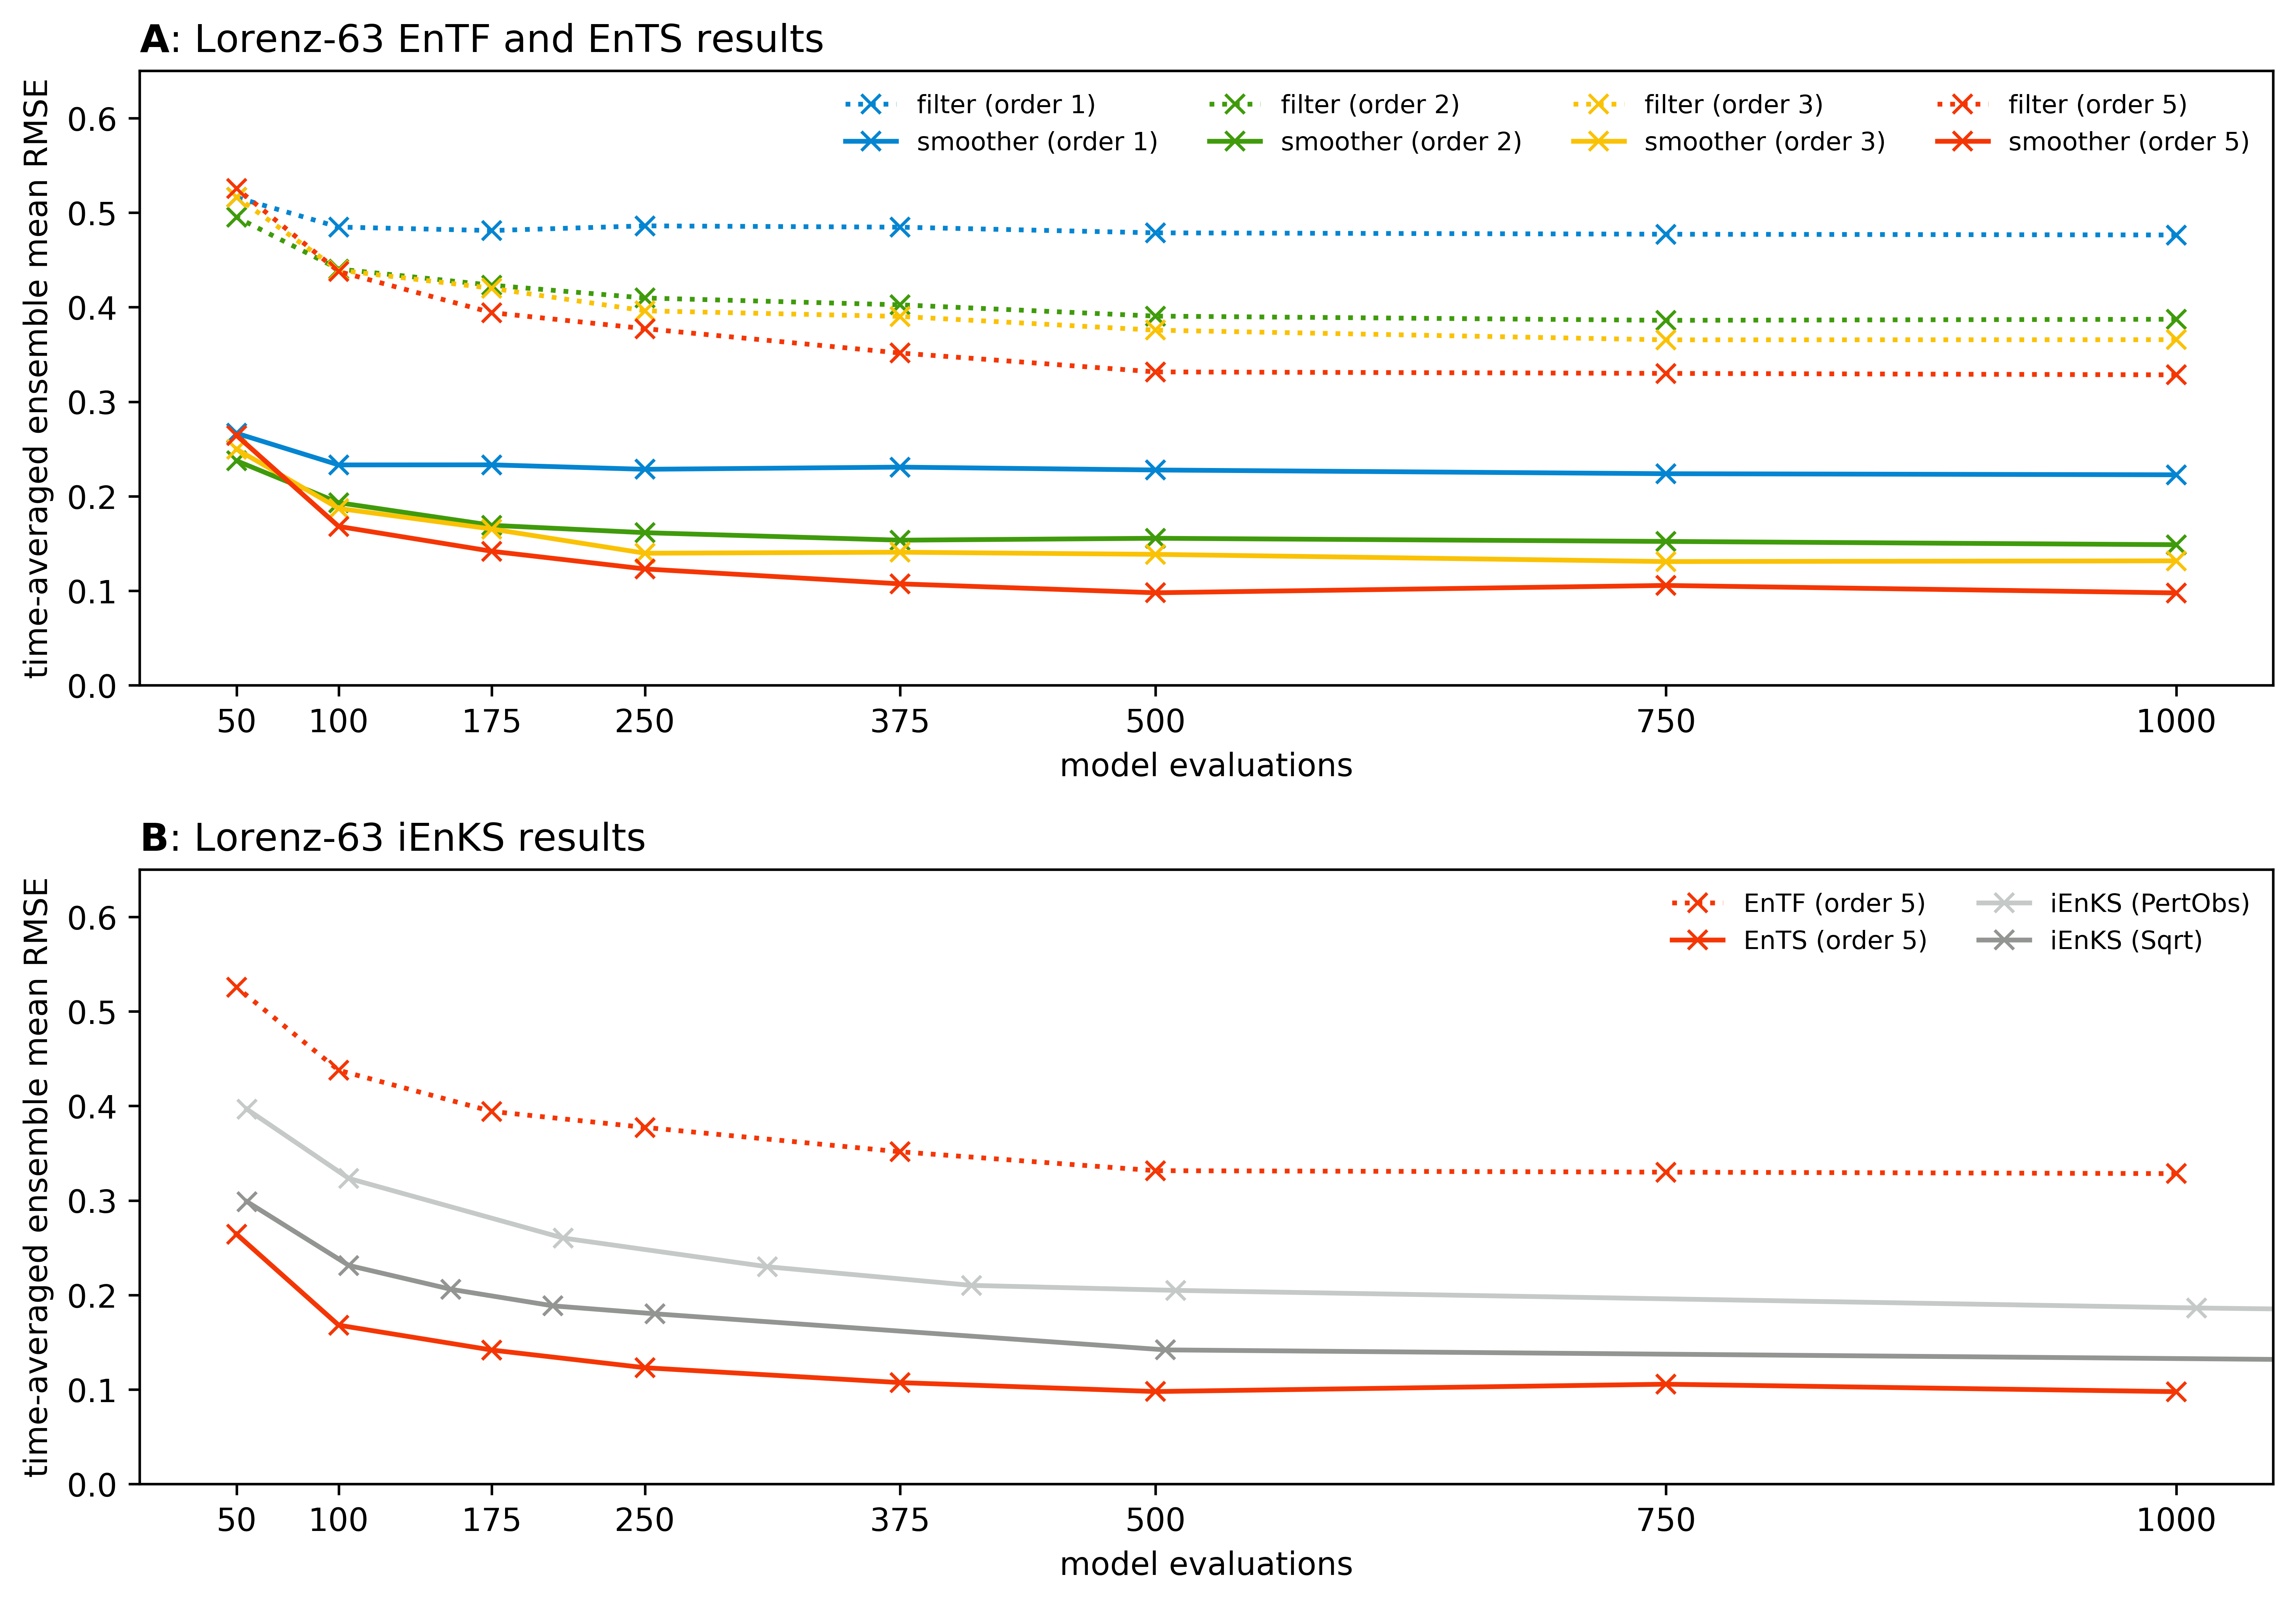 A: Lorenz-63 EnTF and EnTS results
time-averaged ensemble mean RMSE
0.6
0.5
0.4
0.3
0.2
0.1
0.0
filter (order 1)
smoother (order 1)
filter (order 2)
smoother (order 2)
filter (order 3)
smoother (order 3)
filter (order 5)
smoother (order 5)
50 100 175 250 375 500 750 1000
model evaluations
B: Lorenz-63 iEnKS results
time-averaged ensemble mean RMSE
0.6
0.5
0.4
0.3
0.2
0.1
0.0
EnTF (order 5)
EnTS (order 5)
iEnKS (PertObs)
iEnKS (Sqrt)
50 100 175 250 375 500 750 1000
model evaluations